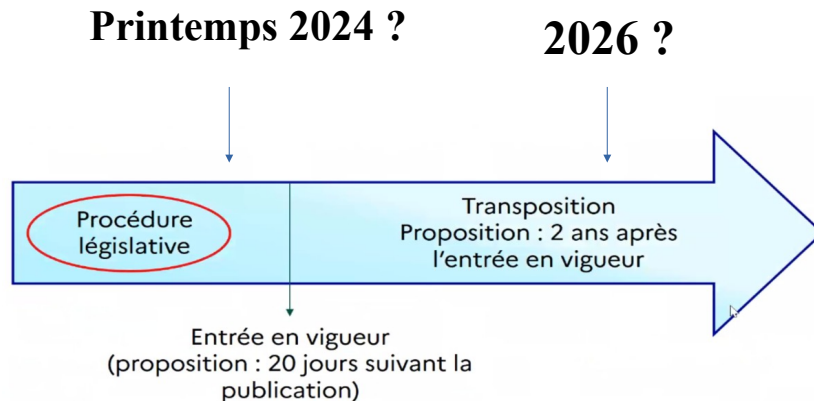 Printemps 2024 ?
2026 ?
Procédure
législative
Transposition
Proposition : 2 ans après
l’entrée en vigueur
Entrée en vigueur
(proposition : 20 jours suivant la
publication)